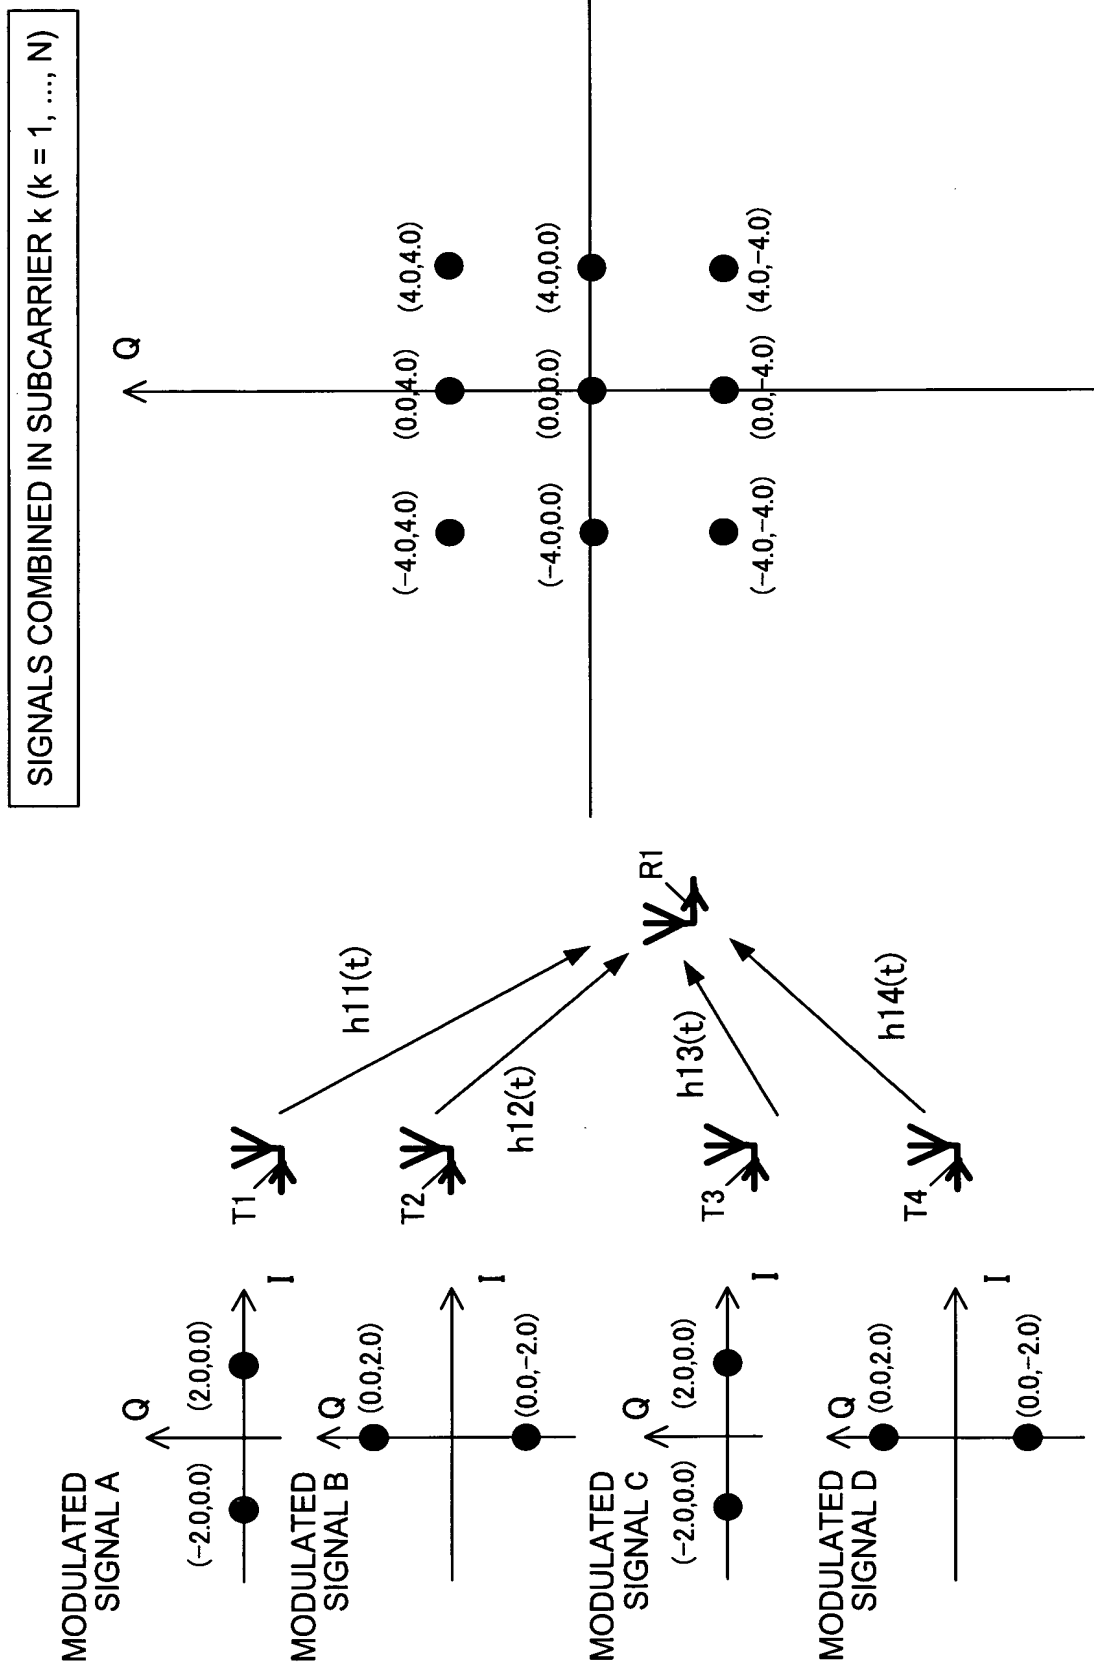 SIGNALS COMBINED IN SUBCARRIER k (k = 1, ..., N)
MODULATED
SIGNAL A
Q
(-2.0,0.0)
(2.0,0.0)
I
MODULATED
SIGNAL B
Q
(0.0,2.0)
(0.0,-2.0)
I
MODULATED
SIGNAL C
Q
(-2.0,0.0)
(2.0,0.0)
I
MODULATED
SIGNAL D
Q
(0.0,2.0)
(0.0,-2.0)
I
T1
T2
T3
T4
h11(t)
h12(t)
h13(t)
h14(t)
R1
Q
(-4.0,4.0)
(0.0,4.0)
(4.0,4.0)
(-4.0,0.0)
(0.0,0.0)
(4.0,0.0)
(-4.0,-4.0)
(0.0,-4.0)
(4.0,-4.0)